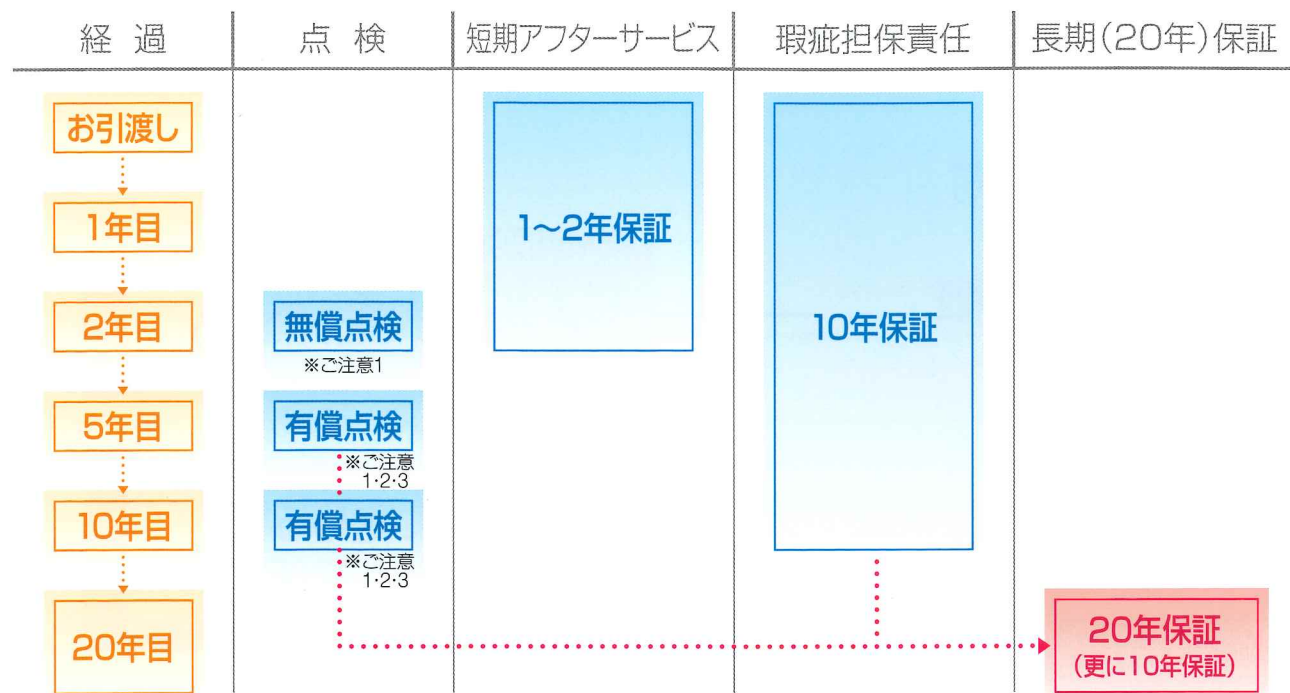 経過
点検
短期アフターサービス
瑕疵担保責任
長期(20年)保証
お引渡し
1年目
2年目
5年目
10年目
20年目
無償点検
※ご注意1
有償点検
※ご注意
1・2・3
有償点検
※ご注意
1・2・3
1～2年保証
10年保証
20年保証
(更に10年保証)